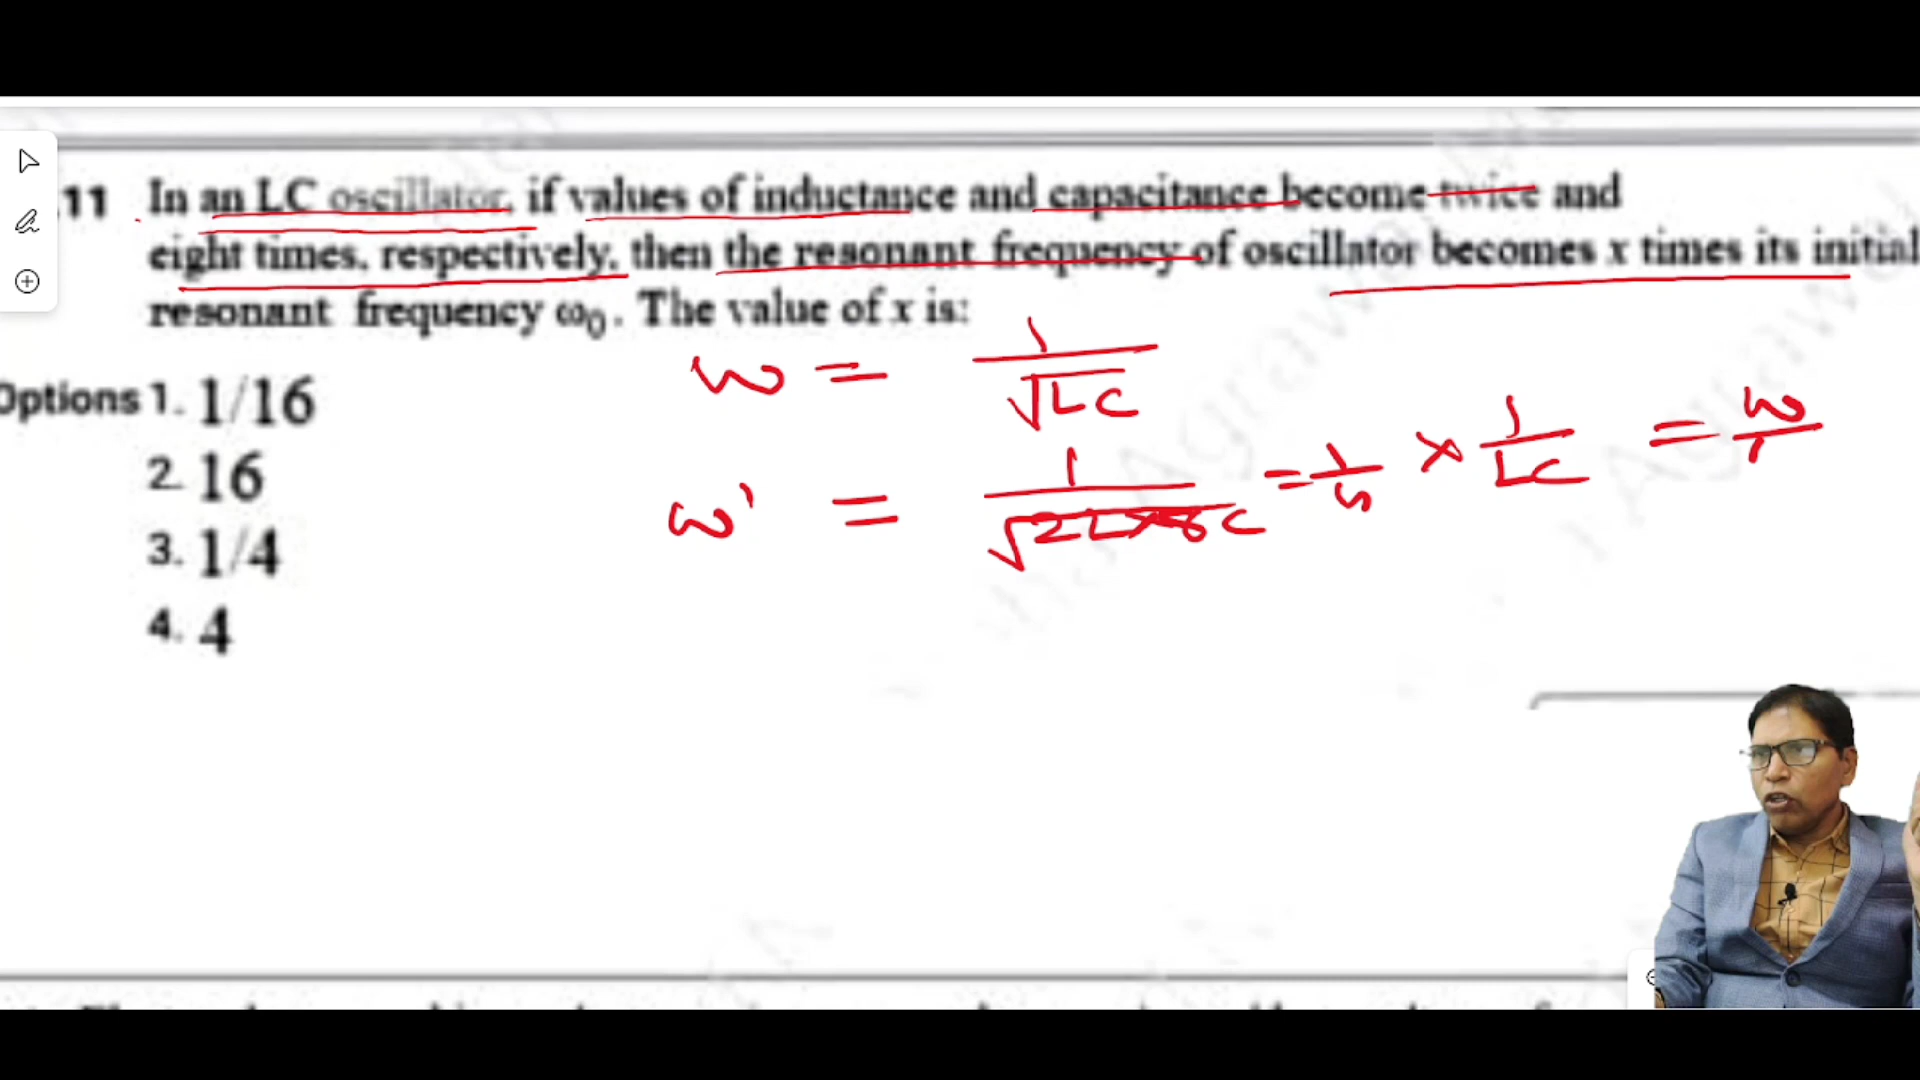 11 In an LC oscillator, if values of inductance and capacitance become twice and
eight times, respectively, then the resonant frequency of oscillator becomes x times its initial
resonant frequency ω₀. The value of x is:
Options 1. 1/16
2. 16
3. 1/4
4. 4
ω = 1/√LC
ω' = 1/√2L×8C = 1/4 × 1/LC = ω/